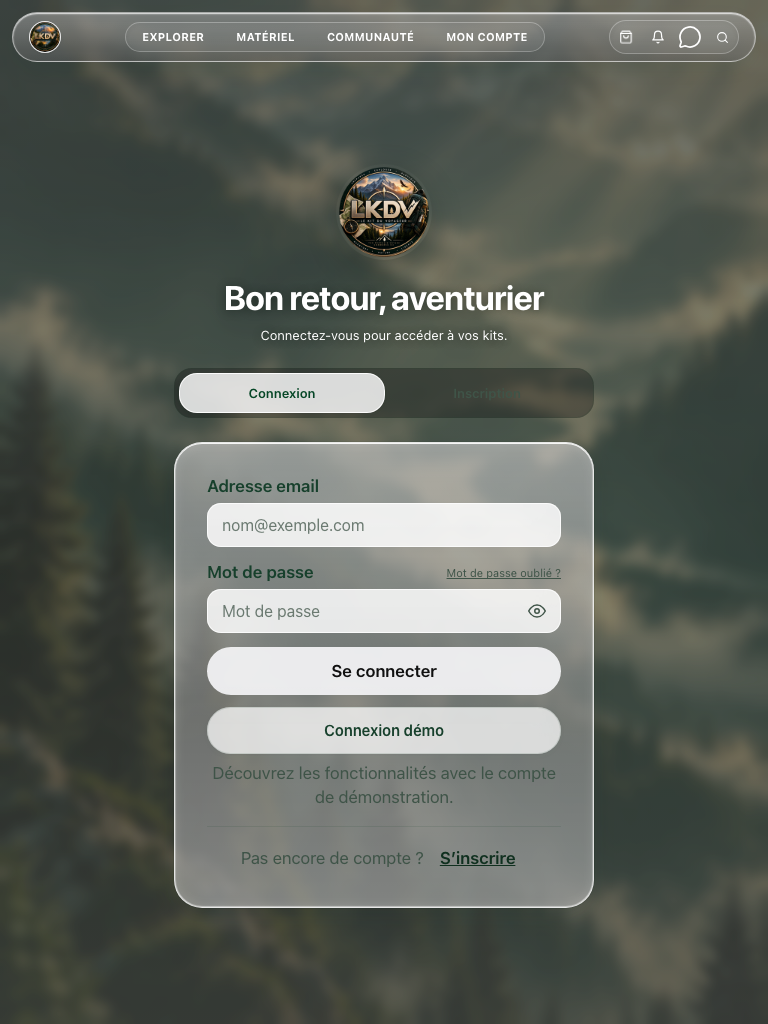 EXPLORER MATÉRIEL COMMUNAUTÉ MON COMPTE
LKDV
Bon retour, aventurier
Connectez-vous pour accéder à vos kits.
Connexion Inscription
Adresse email
nom@exemple.com
Mot de passe Mot de passe oublié ?
Mot de passe
Se connecter
Connexion démo
Découvrez les fonctionnalités avec le compte
de démonstration.
Pas encore de compte ? S’inscrire